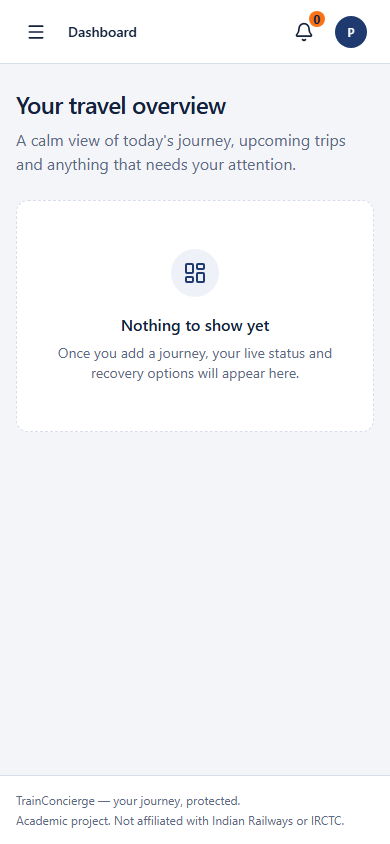 Dashboard
0
P
Your travel overview
A calm view of today's journey, upcoming trips
and anything that needs your attention.
Nothing to show yet
Once you add a journey, your live status and
recovery options will appear here.
TrainConcierge — your journey, protected.
Academic project. Not affiliated with Indian Railways or IRCTC.